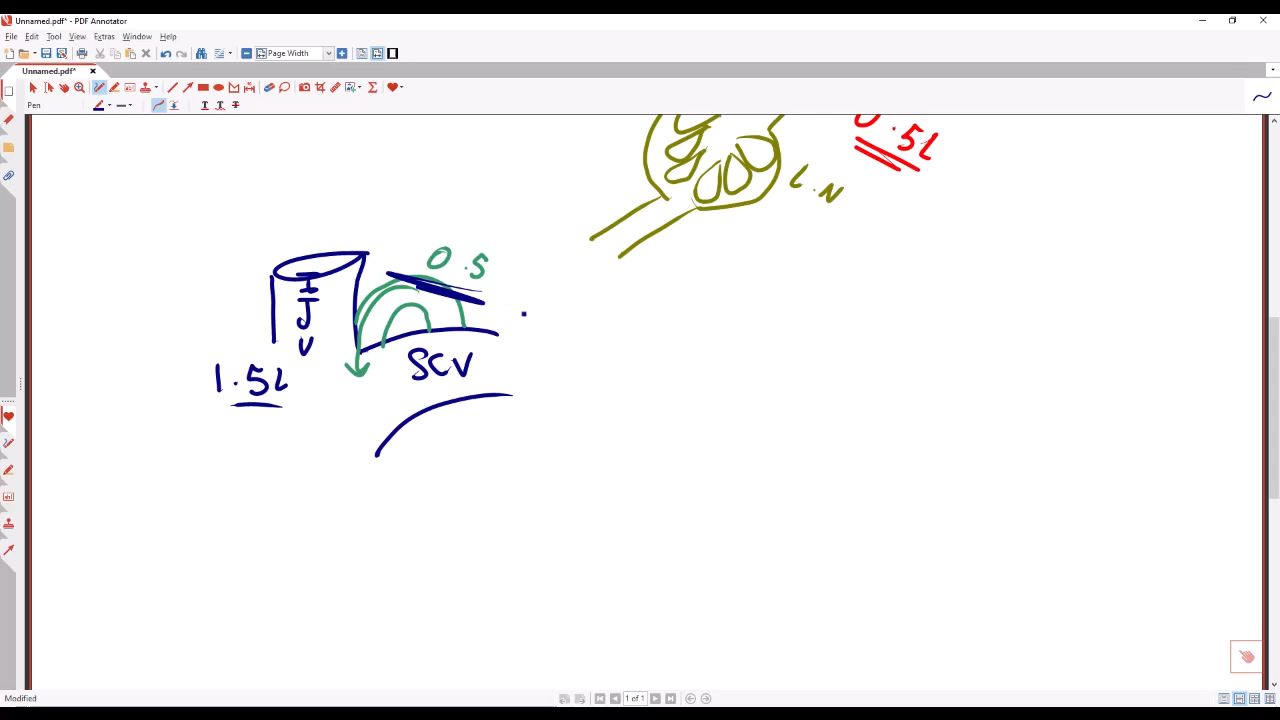 Unnamed.pdf* - PDF Annotator
File Edit Tool View Extras Window Help
Page Width
Unnamed.pdf*
Pen
0.5L
L.N
0.5
IJV
SCV
1.5L
Modified
1 of 1